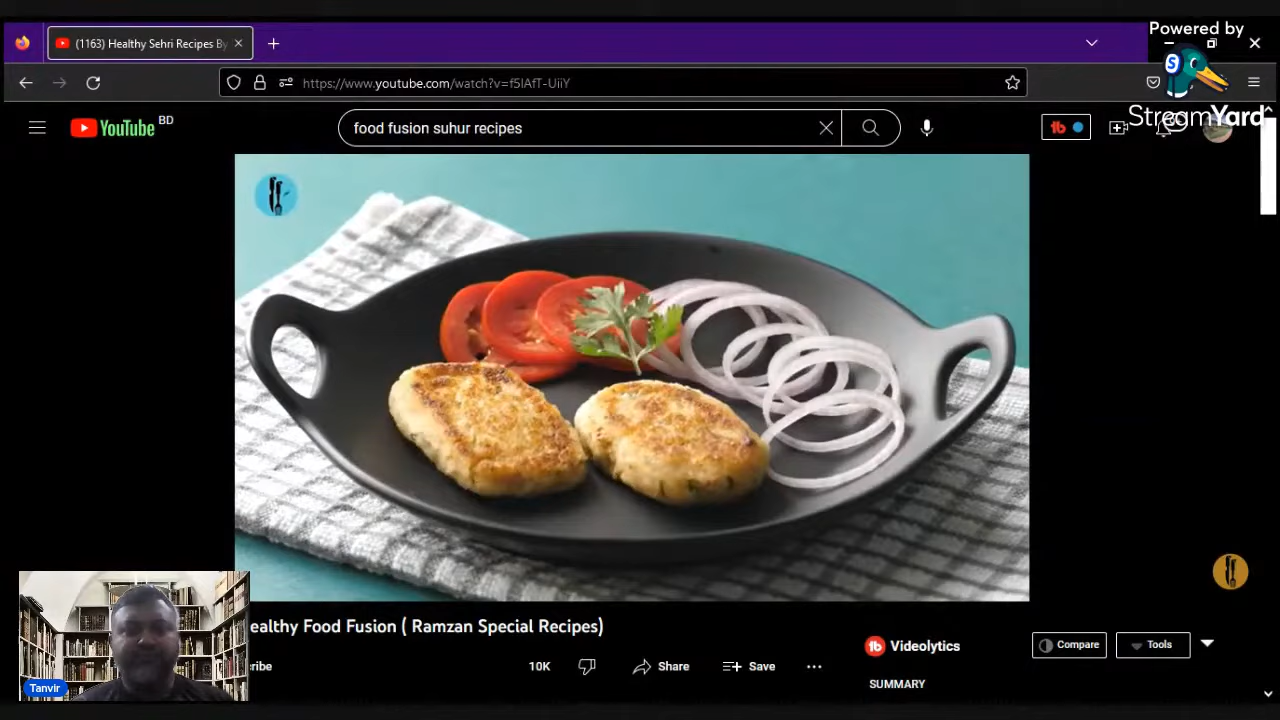 Powered by
StreamYard
(1163) Healthy Sehri Recipes By
https://www.youtube.com/watch?v=f5lAfT-UiiY
YouTube BD
food fusion suhur recipes
ealthy Food Fusion ( Ramzan Special Recipes)
ribe
10K
Share
Save
Videolytics
Compare
Tools
SUMMARY
Tanvir